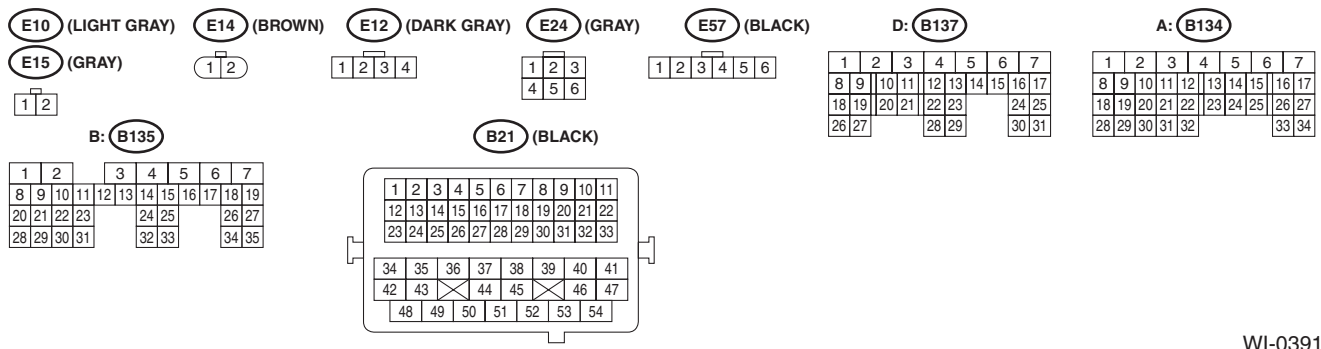 E10 (LIGHT GRAY) E14 (BROWN) E12 (DARK GRAY) E24 (GRAY) E57 (BLACK) D: B137 A: B134
E15 (GRAY)
1 2
1 2
1 2 3 4
1 2 3
4 5 6
1 2 3 4 5 6
1 2 3 4 5 6 7
8 9 10 11 12 13 14 15 16 17
18 19 20 21 22 23 24 25
26 27 28 29 30 31
1 2 3 4 5 6 7
8 9 10 11 12 13 14 15 16 17
18 19 20 21 22 23 24 25 26 27
28 29 30 31 32 33 34
B: B135
1 2 3 4 5 6 7
8 9 10 11 12 13 14 15 16 17 18 19
20 21 22 23 24 25 26 27
28 29 30 31 32 33 34 35
B21 (BLACK)
1 2 3 4 5 6 7 8 9 10 11
12 13 14 15 16 17 18 19 20 21 22
23 24 25 26 27 28 29 30 31 32 33
34 35 36 37 38 39 40 41
42 43 44 45 46 47
48 49 50 51 52 53 54
WI-0391